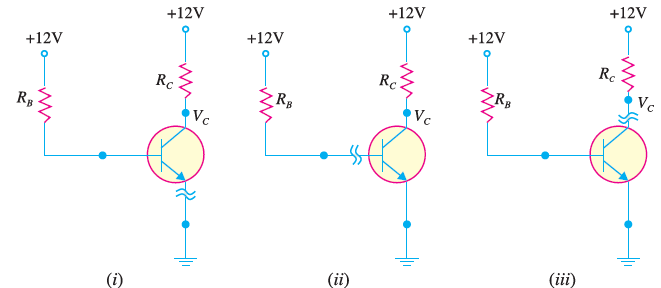 +12V +12V +12V
+12V +12V +12V
R_C R_C R_C
R_B R_B R_B
V_C V_C V_C
(i) (ii) (iii)